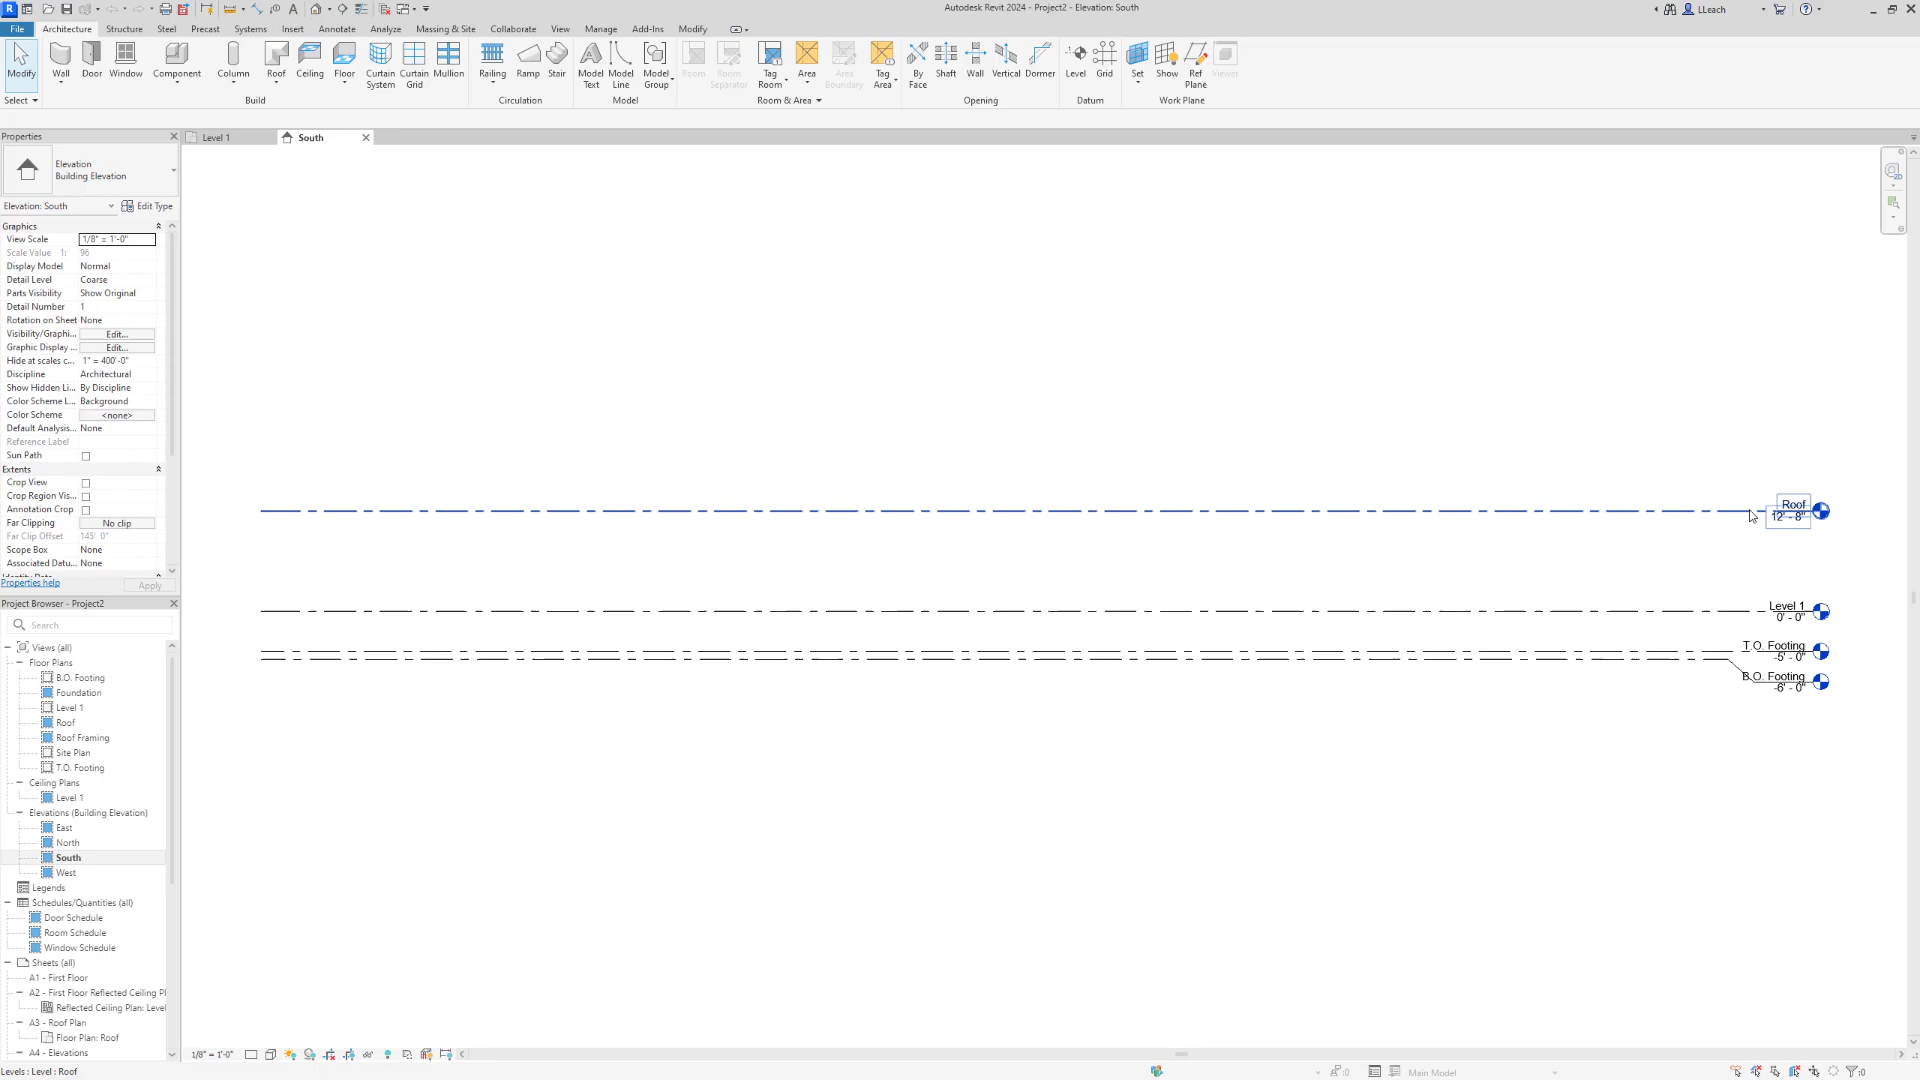 Autodesk Revit 2024 - Project2 - Elevation: South
LLeach
File Architecture Structure Steel Precast Systems Insert Annotate Analyze Massing & Site Collaborate View Manage Add-Ins Modify
Modify Wall Door Window Component Column Roof Ceiling Floor Curtain System Curtain Grid Mullion Railing Ramp Stair Model Text Model Line Model Group Room Room Separator Tag Room Area Area Boundary Tag Area By Face Shaft Wall Vertical Dormer Level Grid Set Show Ref Plane Viewer
Select Build Circulation Model Room & Area Opening Datum Work Plane
Properties
Level 1
South
Elevation
Building Elevation
Elevation: South Edit Type
Graphics
View Scale 1/8" = 1'-0"
Scale Value 1: 96
Display Model Normal
Detail Level Coarse
Parts Visibility Show Original
Detail Number 1
Rotation on Sheet None
Visibility/Graphi... Edit...
Graphic Display ... Edit...
Hide at scales c... 1" = 400'-0"
Discipline Architectural
Show Hidden Li... By Discipline
Color Scheme L... Background
Color Scheme <none>
Default Analysis... None
Reference Label
Sun Path
Extents
Crop View
Crop Region Vis...
Annotation Crop
Far Clipping No clip
Far Clip Offset 145' 0"
Scope Box None
Associated Datu... None
Properties help Apply
Project Browser - Project2
Search
Views (all)
Floor Plans
B.O. Footing
Foundation
Level 1
Roof
Roof Framing
Site Plan
T.O. Footing
Ceiling Plans
Level 1
Elevations (Building Elevation)
East
North
South
West
Legends
Schedules/Quantities (all)
Door Schedule
Room Schedule
Window Schedule
Sheets (all)
A1 - First Floor
A2 - First Floor Reflected Ceiling Pl
Reflected Ceiling Plan: Level
A3 - Roof Plan
Floor Plan: Roof
A4 - Elevations
Roof
12' - 8"
Level 1
0' - 0"
T.O. Footing
-5' - 0"
B.O. Footing
-6' - 0"
1/8" = 1'-0"
Levels : Level : Roof
:0
Main Model
:0